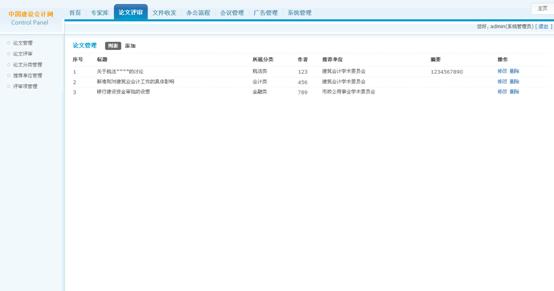 中国建设会计网
Control Panel
首页 专家库 论文评审 文件收发 办公流程 会议管理 广告管理 系统管理
主页
您好, admin(系统管理员) [ 退出 ]
论文管理
论文评审
论文分类管理
推荐单位管理
评审项管理
论文管理 列表 添加
序号 标题 所属分类 作者 推荐单位 摘要 操作
1 关于税法****的讨论 税法类 123 建筑会计学术委员会 1234567890 修改 删除
2 新准则对建筑业会计工作的具体影响 会计类 456 建筑会计学术委员会 修改 删除
3 银行建设资金审批的设想 金融类 789 市政公用事业学术委员会 修改 删除